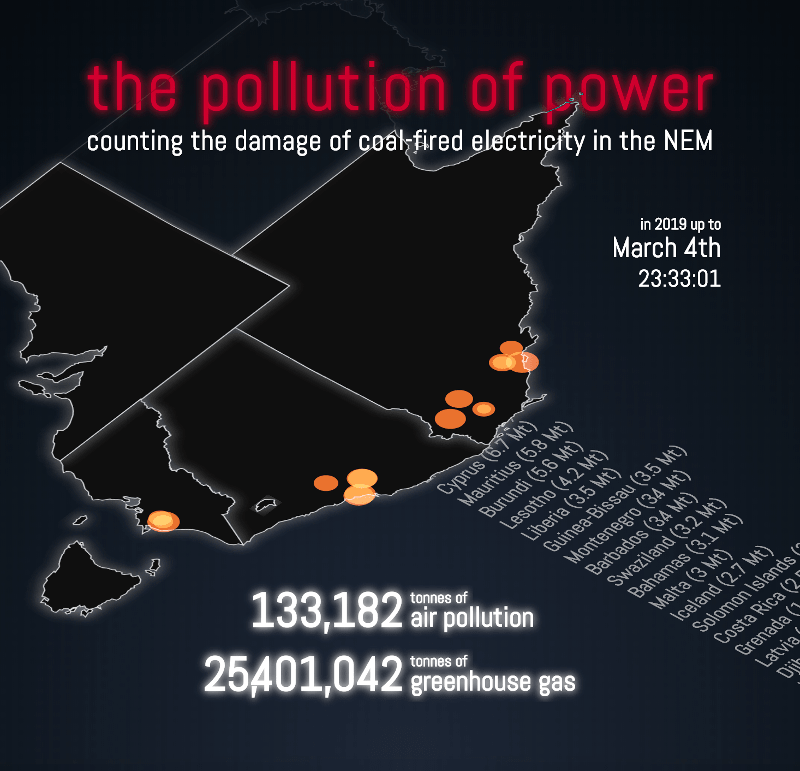 the pollution of power
counting the damage of coal-fired electricity in the NEM
in 2019 up to
March 4th
23:33:01
Cyprus (6.7 Mt)
Mauritius (5.8 Mt)
Burundi (5.6 Mt)
Lesotho (4.2 Mt)
Liberia (3.5 Mt)
Guinea-Bissau (3.5 Mt)
Montenegro (3.4 Mt)
Barbados (3.4 Mt)
Swaziland (3.2 Mt)
Bahamas (3.1 Mt)
Malta (3 Mt)
Iceland (2.7 Mt)
Solomon Islands
Costa Rica
Grenada
Latvia
133,182 tonnes of
air pollution
25,401,042 tonnes of
greenhouse gas